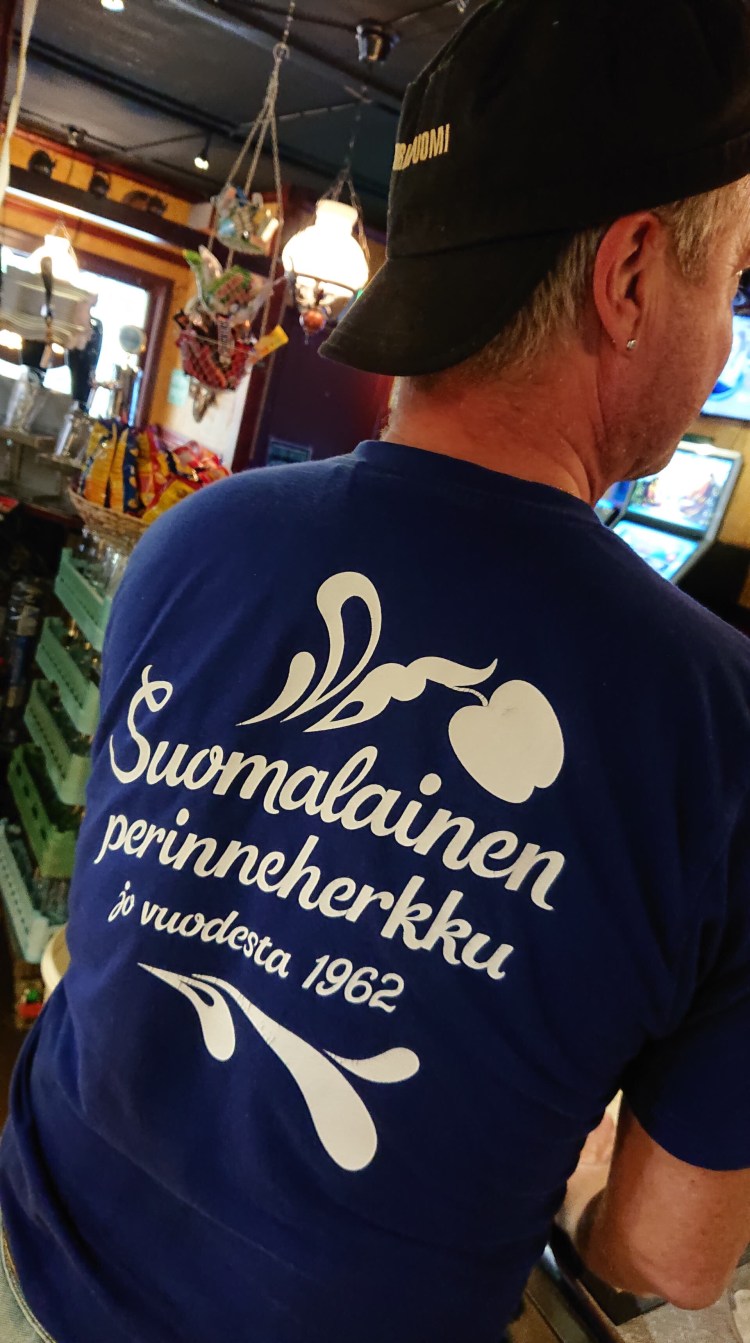 Suomalainen
perinneherkku
jo vuodesta 1962